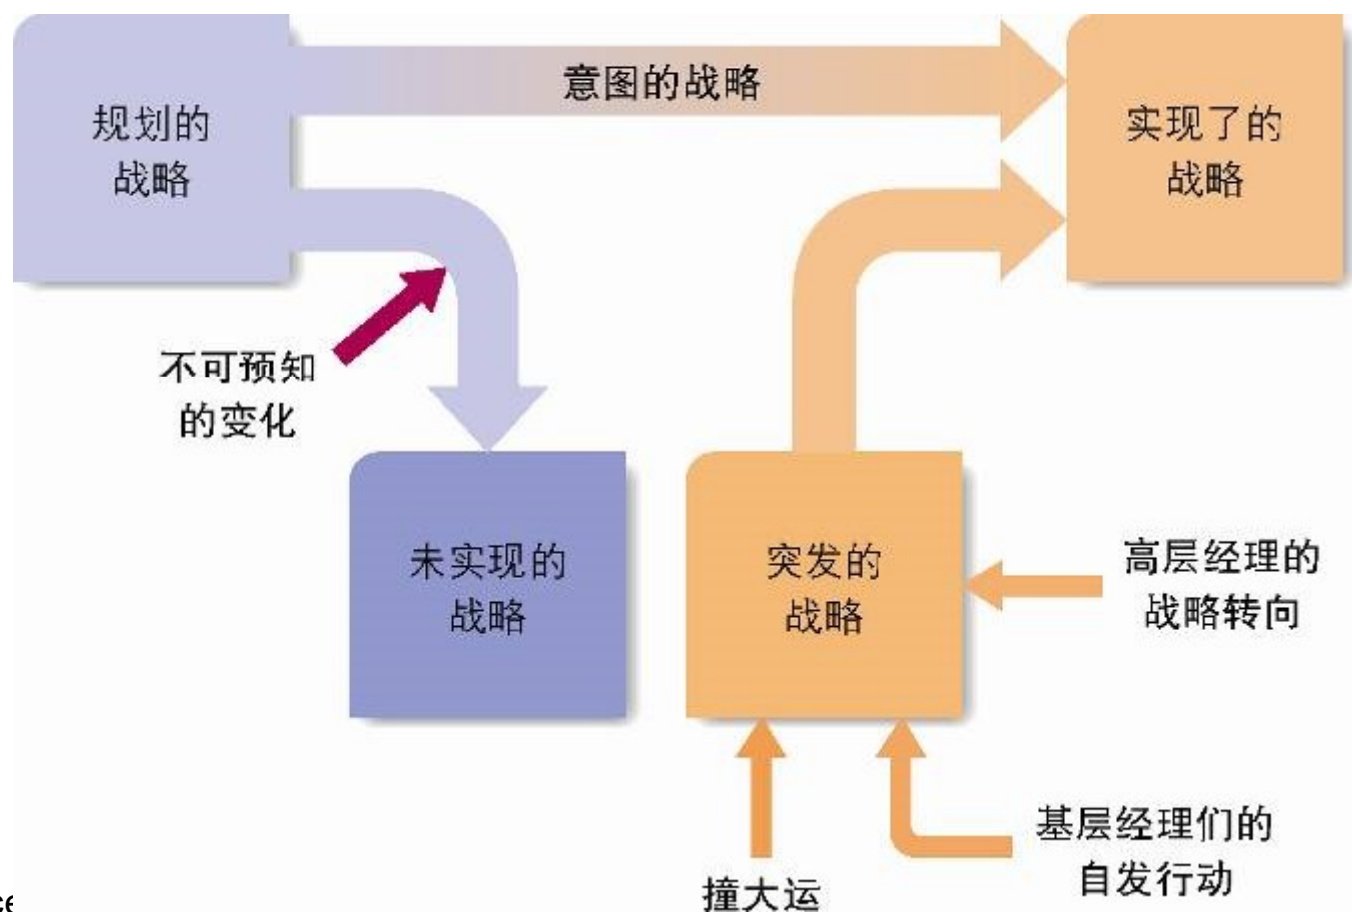 意图的战略
规划的
战略
实现了的
战略
不可预知
的变化
未实现的
战略
突发的
战略
高层经理的
战略转向
基层经理们的
自发行动
撞大运